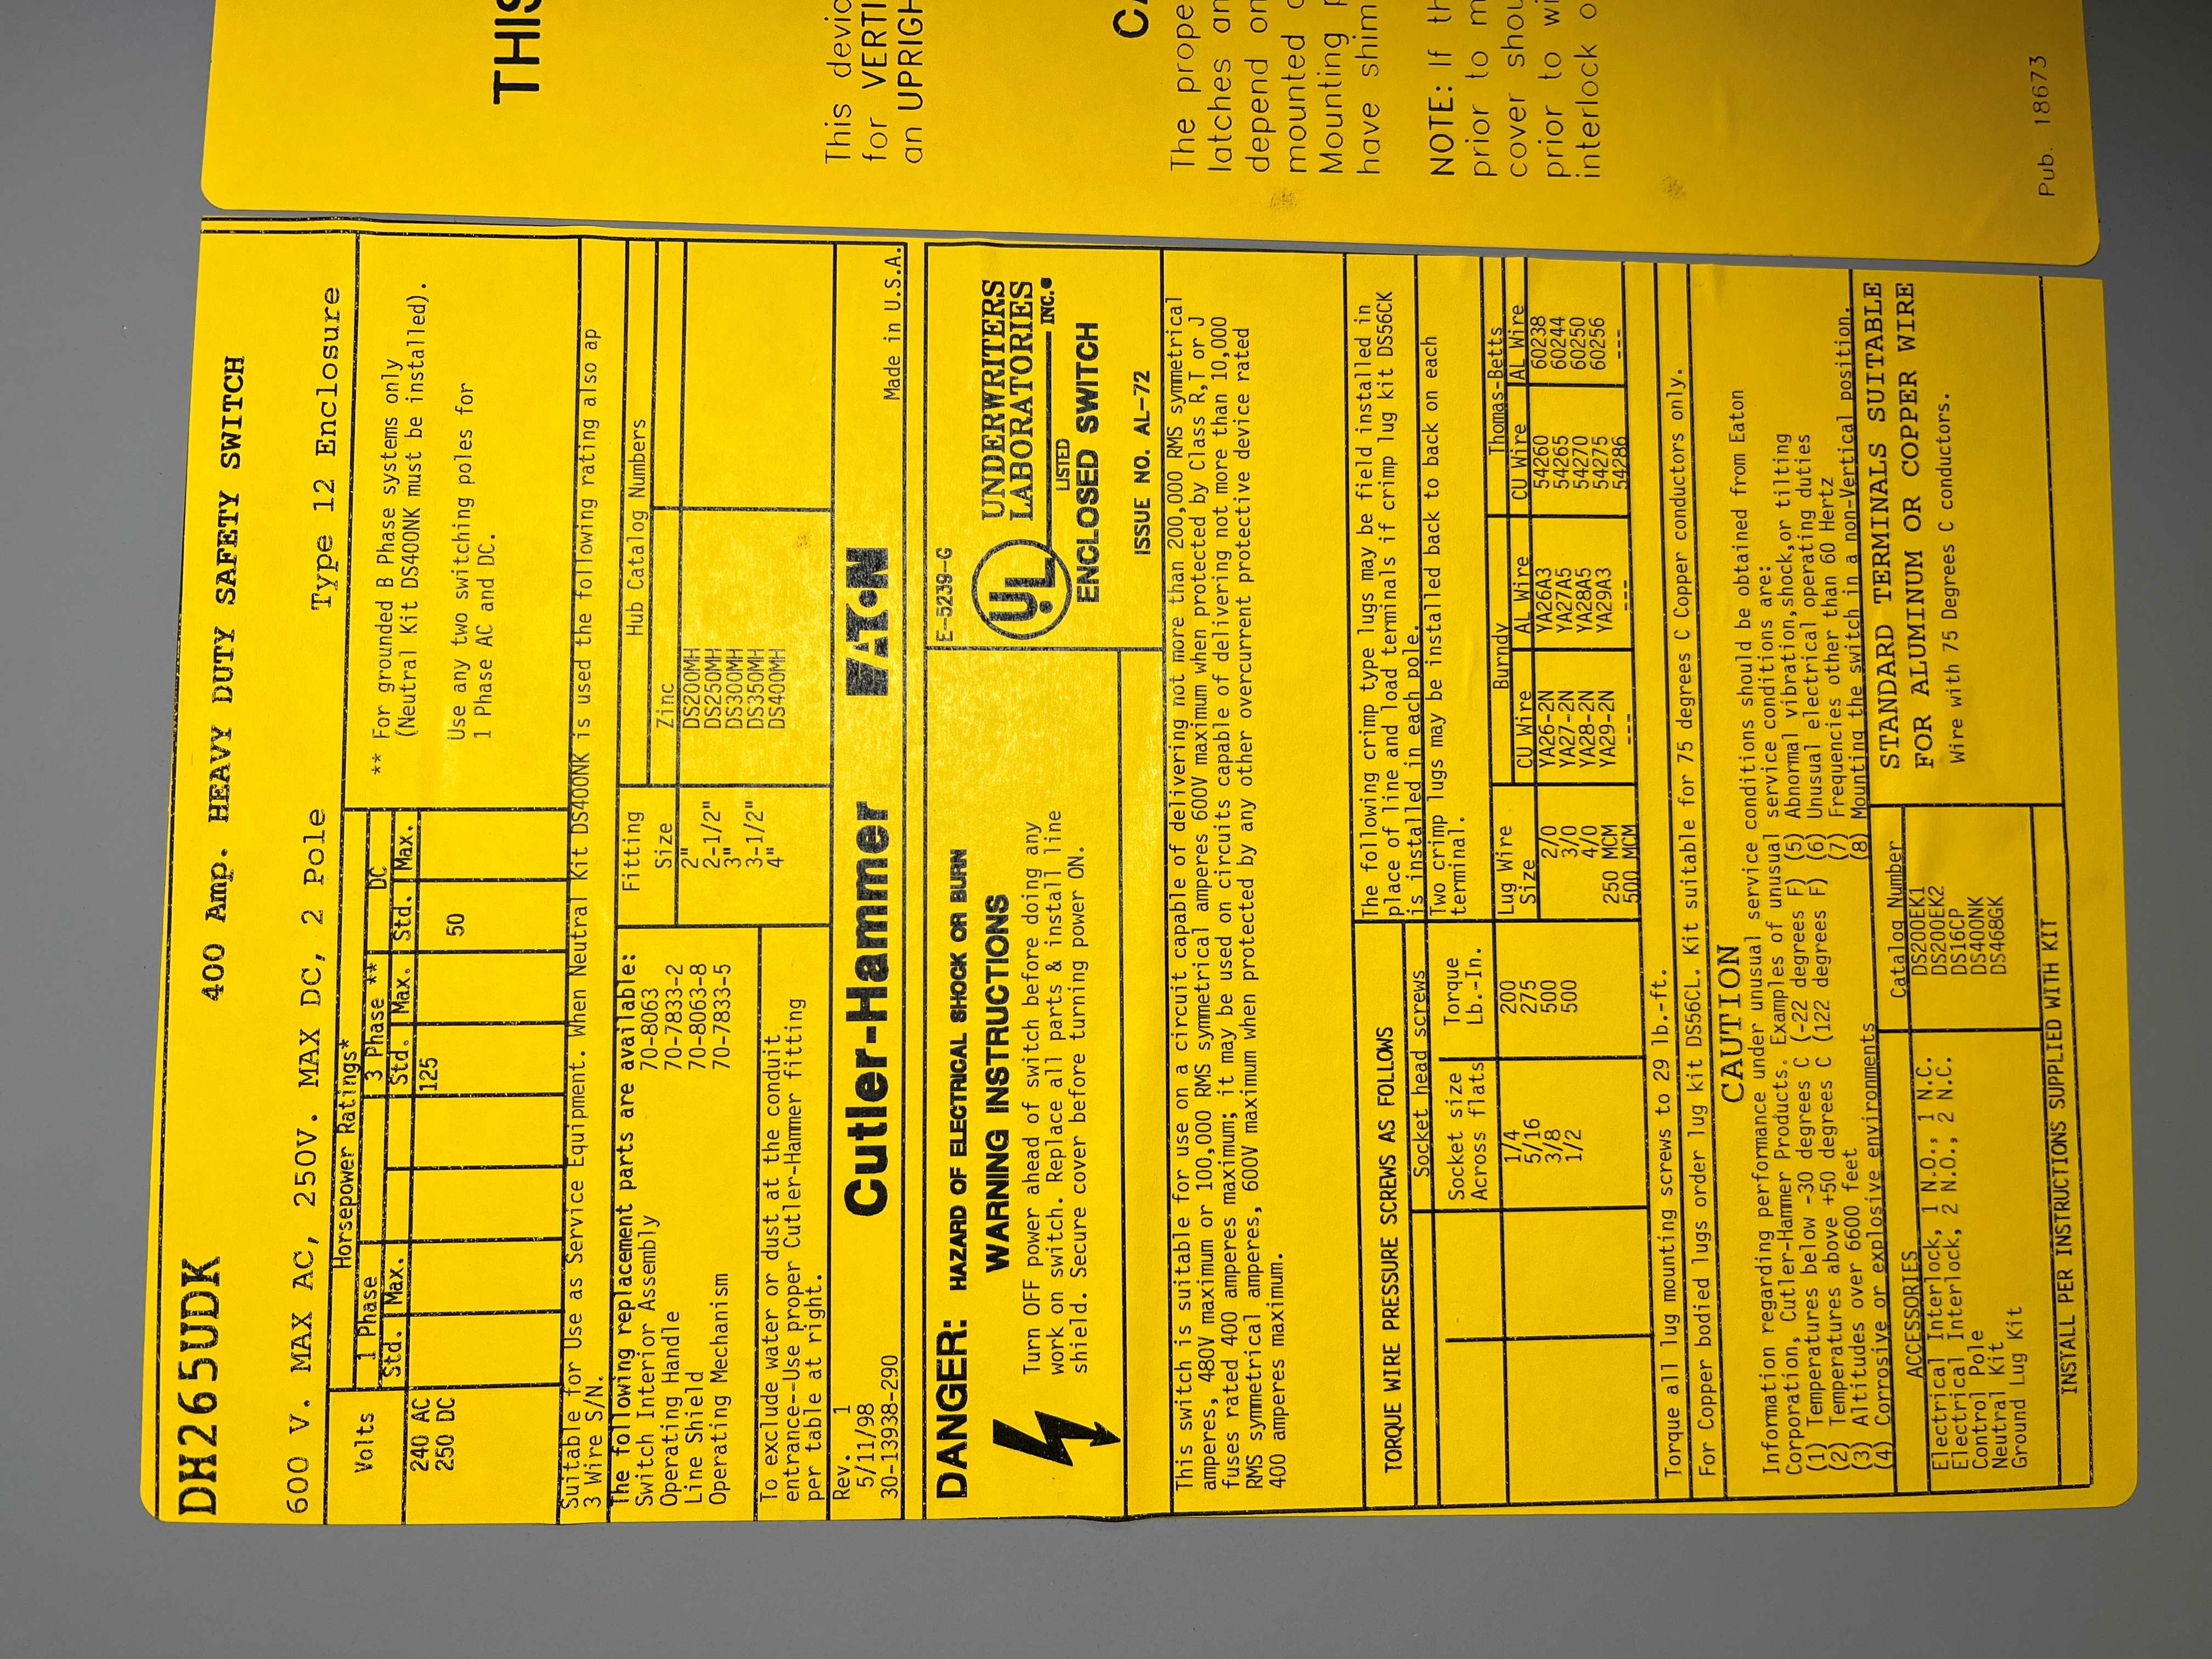 DH265UDK 400 Amp. HEAVY DUTY SAFETY SWITCH
600 V. MAX AC, 250V. MAX DC, 2 Pole Type 12 Enclosure
Volts Horsepower Ratings*
1 Phase 3 Phase ** DC
Std. Max. Std. Max. Std. Max.
240 AC 125
250 DC 50
** For grounded B Phase systems only
(Neutral Kit DS400NK must be installed).
Use any two switching poles for
1 Phase AC and DC.
Suitable for Use as Service Equipment. When Neutral Kit DS400NK is used the following rating also ap
3 Wire S/N.
The following replacement parts are available:
Switch Interior Assembly 70-8063
Operating Handle 70-7833-2
Line Shield 70-8063-8
Operating Mechanism 70-7833-5
To exclude water or dust at the conduit
entrance--Use proper Cutler-Hammer fitting
per table at right.
Fitting Size Hub Catalog Numbers
Zinc
2" DS200MH
2-1/2" DS250MH
3" DS300MH
3-1/2" DS350MH
4" DS400MH
Rev. 1
5/11/98
30-13938-290
Cutler-Hammer EATON
Made in U.S.A.
DANGER: HAZARD OF ELECTRICAL SHOCK OR BURN
WARNING INSTRUCTIONS
Turn OFF power ahead of switch before doing any
work on switch. Replace all parts & install line
shield. Secure cover before turning power ON.
E-5239-G
UL
UNDERWRITERS
LABORATORIES
INC.®
LISTED
ENCLOSED SWITCH
ISSUE NO. AL-72
This switch is suitable for use on a circuit capable of delivering not more than 200,000 RMS symmetrical
amperes, 480V maximum or 100,000 RMS symmetrical amperes 600V maximum when protected by Class R,T or J
fuses rated 400 amperes maximum; it may be used on circuits capable of delivering not more than 10,000
RMS symmetrical amperes, 600V maximum when protected by any other overcurrent protective device rated
400 amperes maximum.
TORQUE WIRE PRESSURE SCREWS AS FOLLOWS
Socket head screws
Socket size Torque
Across flats Lb.-In.
1/4 200
5/16 275
3/8 500
1/2 500
The following crimp type lugs may be field installed in
place of line and load terminals if crimp lug kit DS56CK
is installed in each pole.
Two crimp lugs may be installed back to back on each
terminal.
Lug Wire Burndy Thomas-Betts
Size CU Wire AL Wire CU Wire AL Wire
2/0 YA26-2N YA26A3 54260 60238
3/0 YA27-2N YA27A5 54265 60244
4/0 YA28-2N YA28A5 54270 60250
250 MCM YA29-2N YA29A3 54275 60256
500 MCM --- --- 54286 ---
Torque all lug mounting screws to 29 lb.-ft.
For Copper bodied lugs order lug kit DS56CL. Kit suitable for 75 degrees C Copper conductors only.
CAUTION
Information regarding performance under unusual service conditions should be obtained from Eaton
Corporation, Cutler-Hammer Products. Examples of unusual service conditions are:
(1) Temperatures below -30 degrees C (-22 degrees F) (5) Abnormal vibration,shock,or tilting
(2) Temperatures above +50 degrees C (122 degrees F) (6) Unusual electrical operating duties
(3) Altitudes over 6600 feet (7) Frequencies other than 60 Hertz
(4) Corrosive or explosive environments (8) Mounting the switch in a non-Vertical position.
ACCESSORIES Catalog Number
Electrical Interlock, 1 N.O., 1 N.C. DS200EK1
Electrical Interlock, 2 N.O., 2 N.C. DS200EK2
Control Pole DS16CP
Neutral Kit DS400NK
Ground Lug Kit DS468GK
INSTALL PER INSTRUCTIONS SUPPLIED WITH KIT
STANDARD TERMINALS SUITABLE
FOR ALUMINUM OR COPPER WIRE
Wire with 75 Degrees C conductors.
THIS
This devic
for VERTI
an UPRIGH
CA
The prope
latches an
depend on
mounted
Mounting
have shim
NOTE: If th
prior to m
cover shou
prior to wi
interlock o
Pub. 18673